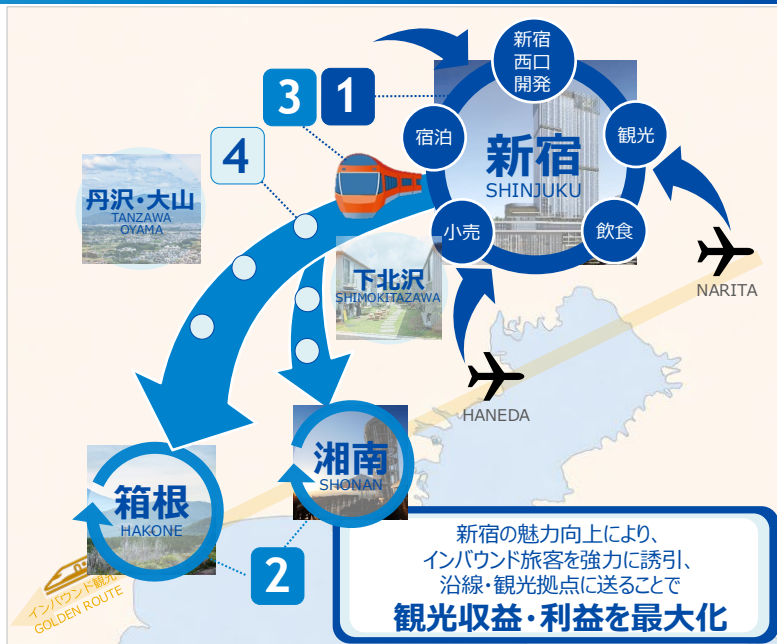 新宿
西口
開発
3
1
宿泊
観光
新宿
SHINJUKU
4
丹沢・大山
TANZAWA
OYAMA
小売
飲食
下北沢
SHIMOKITAZAWA
NARITA
HANEDA
湘南
SHONAN
箱根
HAKONE
2
インバウンド観光
GOLDEN ROUTE
新宿の魅力向上により、
インバウンド旅客を強力に誘引、
沿線・観光拠点に送ることで
観光収益・利益を最大化